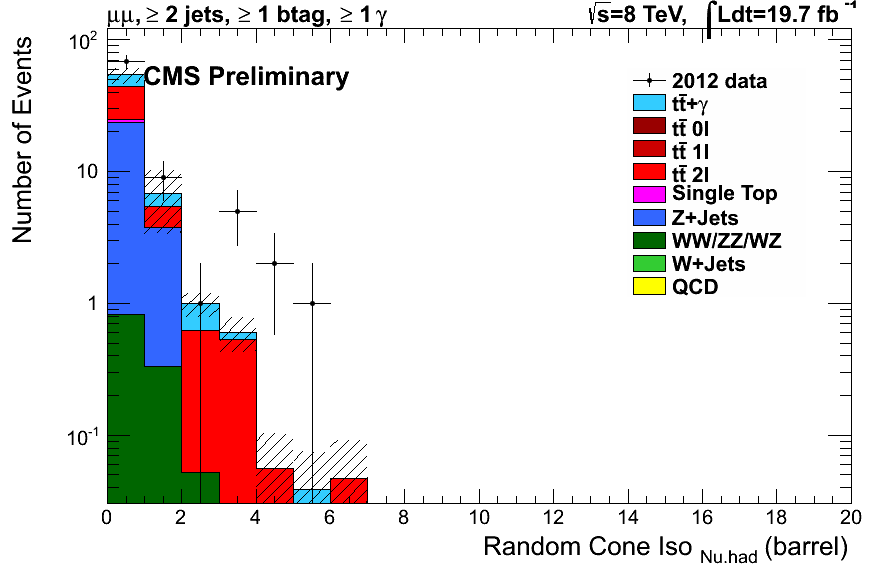 μμ, ≥ 2 jets, ≥ 1 btag, ≥ 1 γ
√s=8 TeV, ∫Ldt=19.7 fb⁻¹
CMS Preliminary
Number of Events
10²
10
1
10⁻¹
2012 data
tt̄+γ
tt̄ 0l
tt̄ 1l
tt̄ 2l
Single Top
Z+Jets
WW/ZZ/WZ
W+Jets
QCD
0 2 4 6 8 10 12 14 16 18 20
Random Cone Iso Nu.had (barrel)